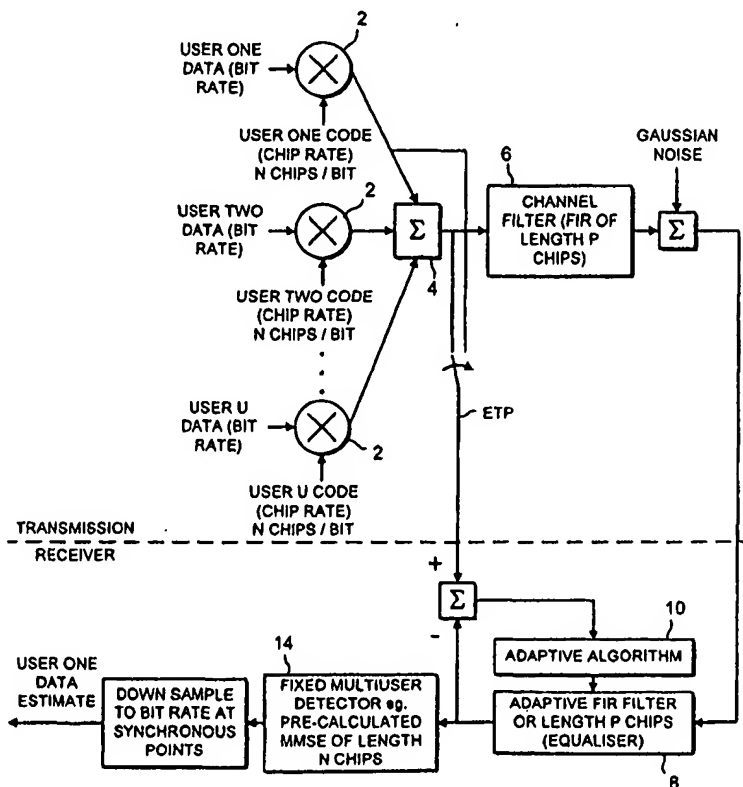 2
USER ONE
DATA (BIT
RATE)
USER ONE CODE
(CHIP RATE)
N CHIPS / BIT
GAUSSIAN
NOISE
6
CHANNEL
FILTER (FIR OF
LENGTH P
CHIPS)
Σ
2
USER TWO
DATA (BIT
RATE)
Σ
4
USER TWO CODE
(CHIP RATE)
N CHIPS / BIT
USER U
DATA (BIT
RATE)
2
ETP
USER U CODE
(CHIP RATE)
N CHIPS / BIT
TRANSMISSION
RECEIVER
+
Σ
-
10
ADAPTIVE ALGORITHM
ADAPTIVE FIR FILTER
OR LENGTH P CHIPS
(EQUALISER)
8
14
FIXED MULTIUSER
DETECTOR eg.
PRE-CALCULATED
MMSE OF LENGTH
N CHIPS
DOWN SAMPLE
TO BIT RATE AT
SYNCHRONOUS
POINTS
USER ONE
DATA
ESTIMATE